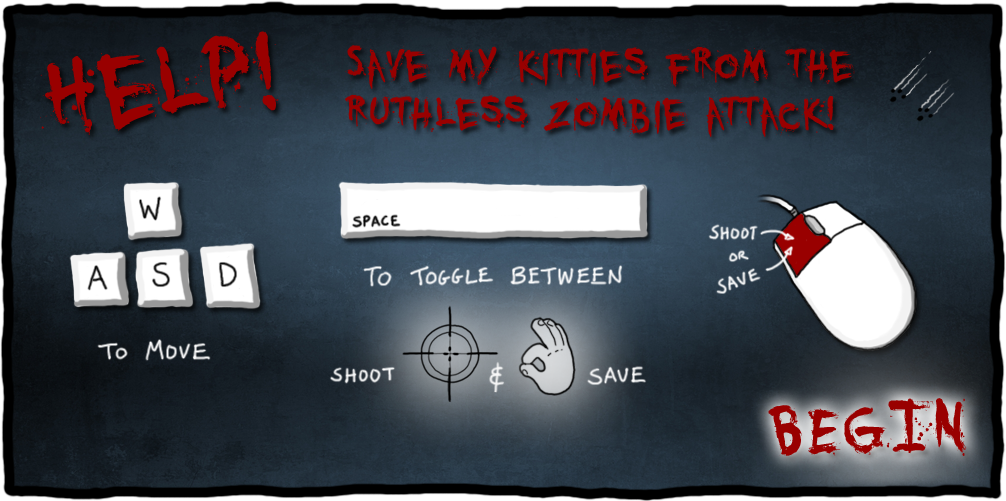 HELP!
SAVE MY KITTIES FROM THE
RUTHLESS ZOMBIE ATTACK!
W
A S D
TO MOVE
SPACE
TO TOGGLE BETWEEN
SHOOT & SAVE
SHOOT
OR
SAVE
BEGIN